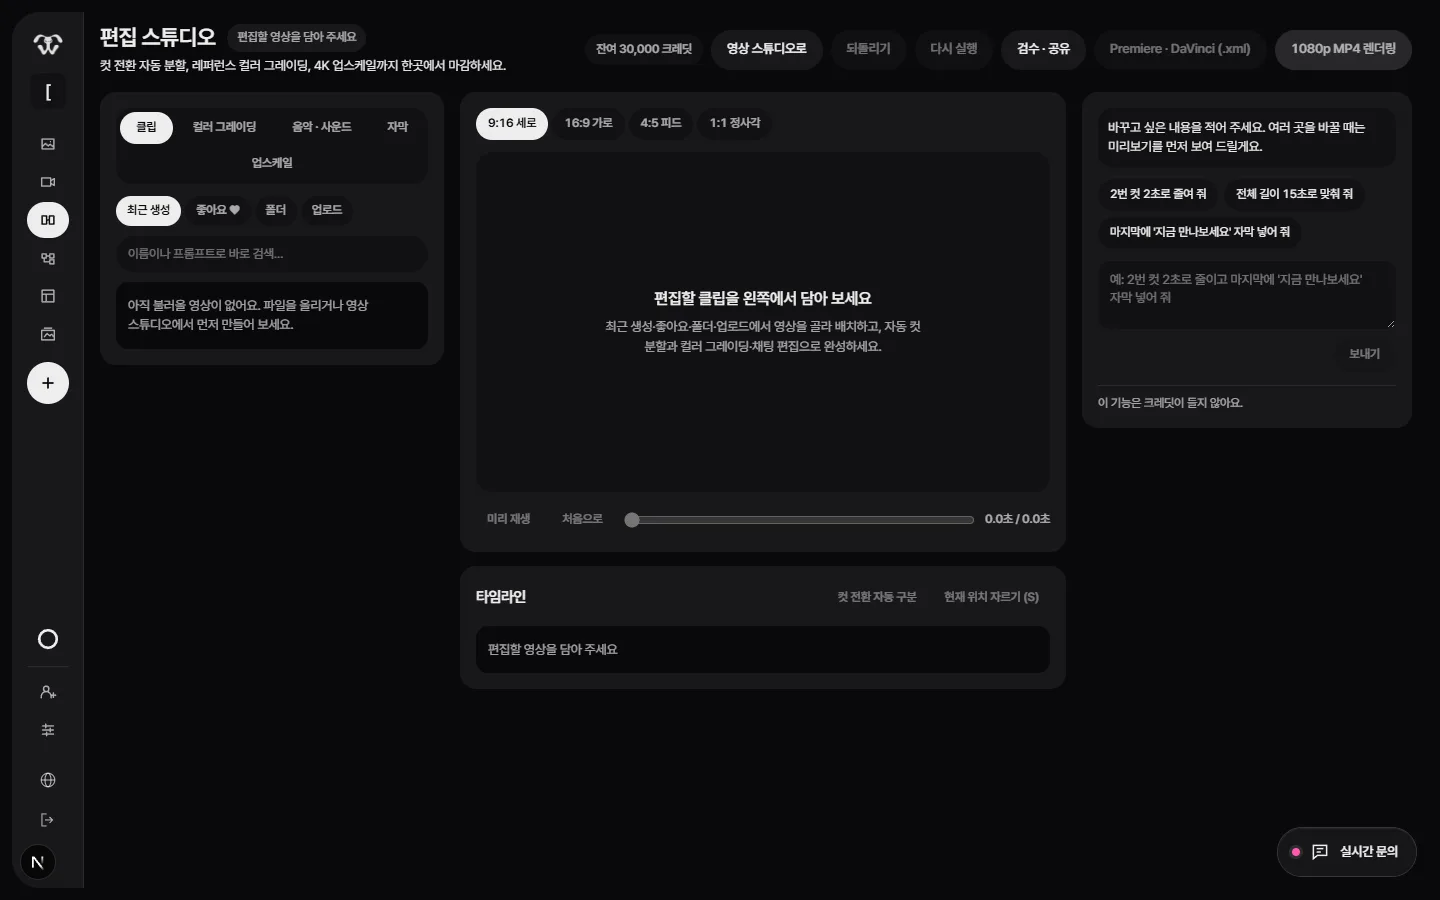 편집 스튜디오
편집할 영상을 담아 주세요
컷 전환 자동 분할, 레퍼런스 컬러 그레이딩, 4K 업스케일까지 한곳에서 마감하세요.
잔여 30,000 크레딧
영상 스튜디오로
되돌리기
다시 실행
검수 · 공유
Premiere · DaVinci (.xml)
1080p MP4 렌더링
[
클립
컬러 그레이딩
음악 · 사운드
자막
업스케일
최근 생성
좋아요 ♥
폴더
업로드
이름이나 프롬프트로 바로 검색...
아직 불러올 영상이 없어요. 파일을 올리거나 영상
스튜디오에서 먼저 만들어 보세요.
9:16 세로
16:9 가로
4:5 피드
1:1 정사각
편집할 클립을 왼쪽에서 담아 보세요
최근 생성·좋아요·폴더·업로드에서 영상을 골라 배치하고, 자동 컷
분할과 컬러 그레이딩·채팅 편집으로 완성하세요.
미리 재생
처음으로
0.0초 / 0.0초
타임라인
컷 전환 자동 구분
현재 위치 자르기 (S)
편집할 영상을 담아 주세요
바꾸고 싶은 내용을 적어 주세요. 여러 곳을 바꿀 때는
미리보기를 먼저 보여 드릴게요.
2번 컷 2초로 줄여 줘
전체 길이 15초로 맞춰 줘
마지막에 '지금 만나보세요' 자막 넣어 줘
예: 2번 컷 2초로 줄이고 마지막에 '지금 만나보세요'
자막 넣어 줘
보내기
이 기능은 크레딧이 들지 않아요.
N
실시간 문의